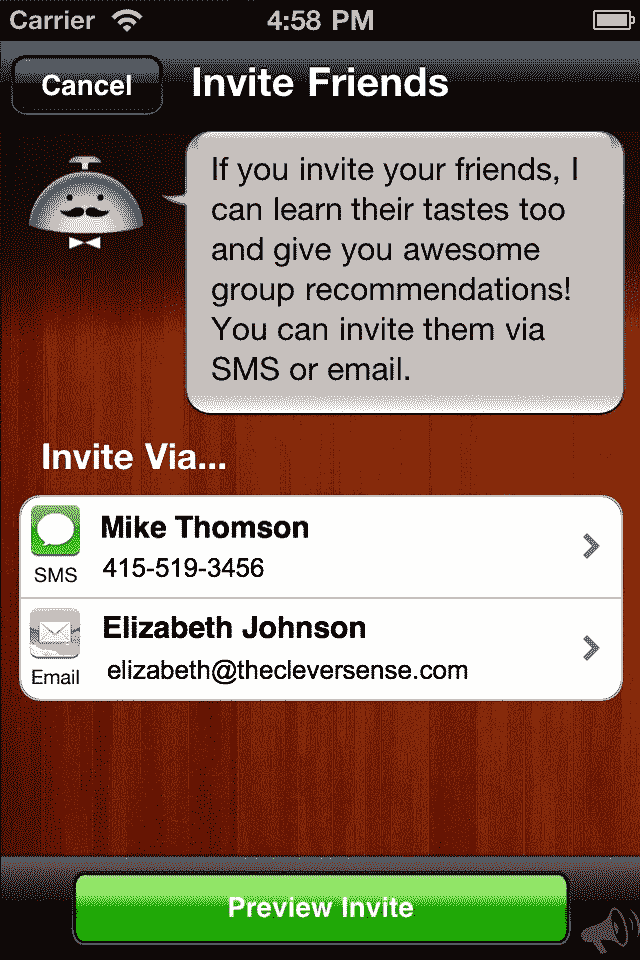 Carrier 4:58 PM
Cancel Invite Friends
If you invite your friends, I
can learn their tastes too
and give you awesome
group recommendations!
You can invite them via
SMS or email.
Invite Via...
Mike Thomson
SMS 415-519-3456
Elizabeth Johnson
Email elizabeth@thecleversense.com
Preview Invite